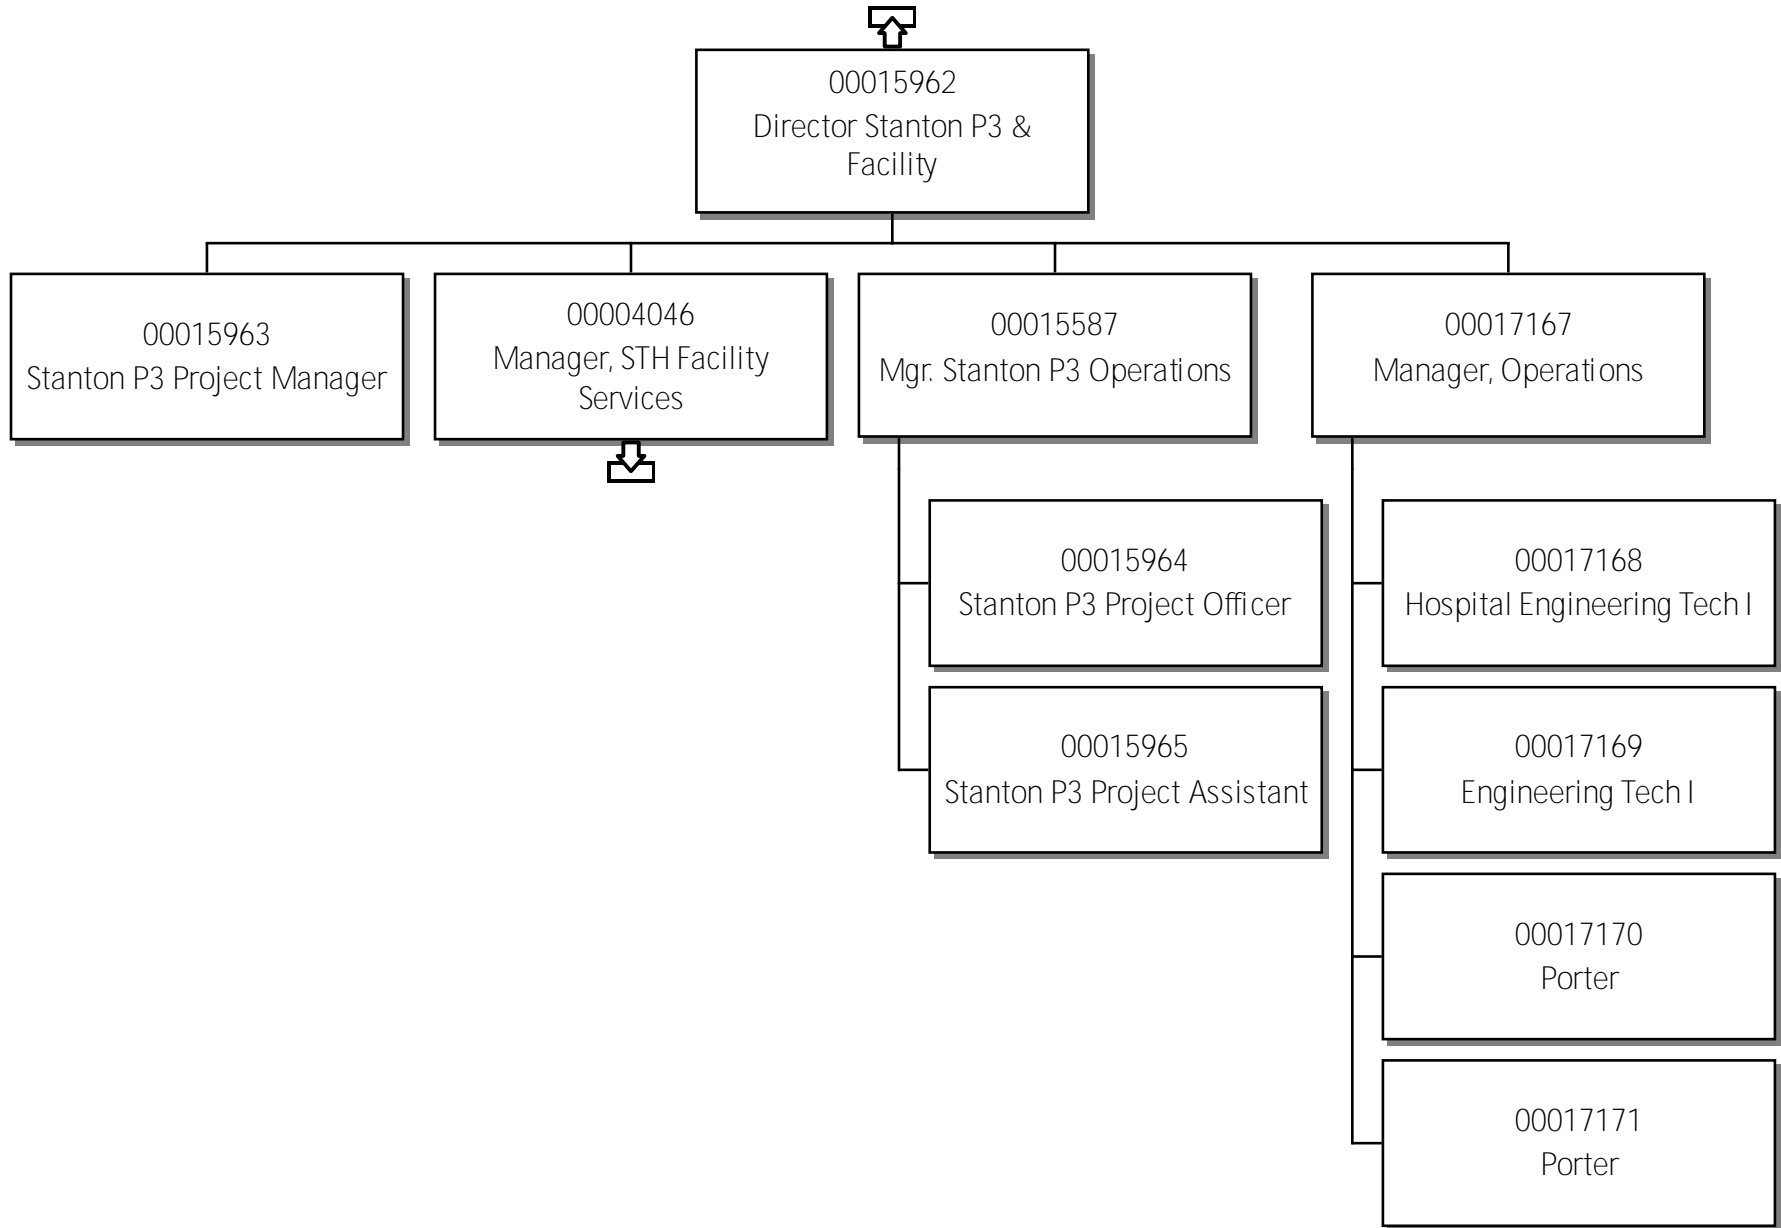 00015962
Director Stanton P3 &
Facility
00015963
Stanton P3 Project Manager
00004046
Manager, STH Facility
Services
00015587
Mgr. Stanton P3 Operations
00017167
Manager, Operations
00015964
Stanton P3 Project Officer
00015965
Stanton P3 Project Assistant
00017168
Hospital Engineering Tech I
00017169
Engineering Tech I
00017170
Porter
00017171
Porter